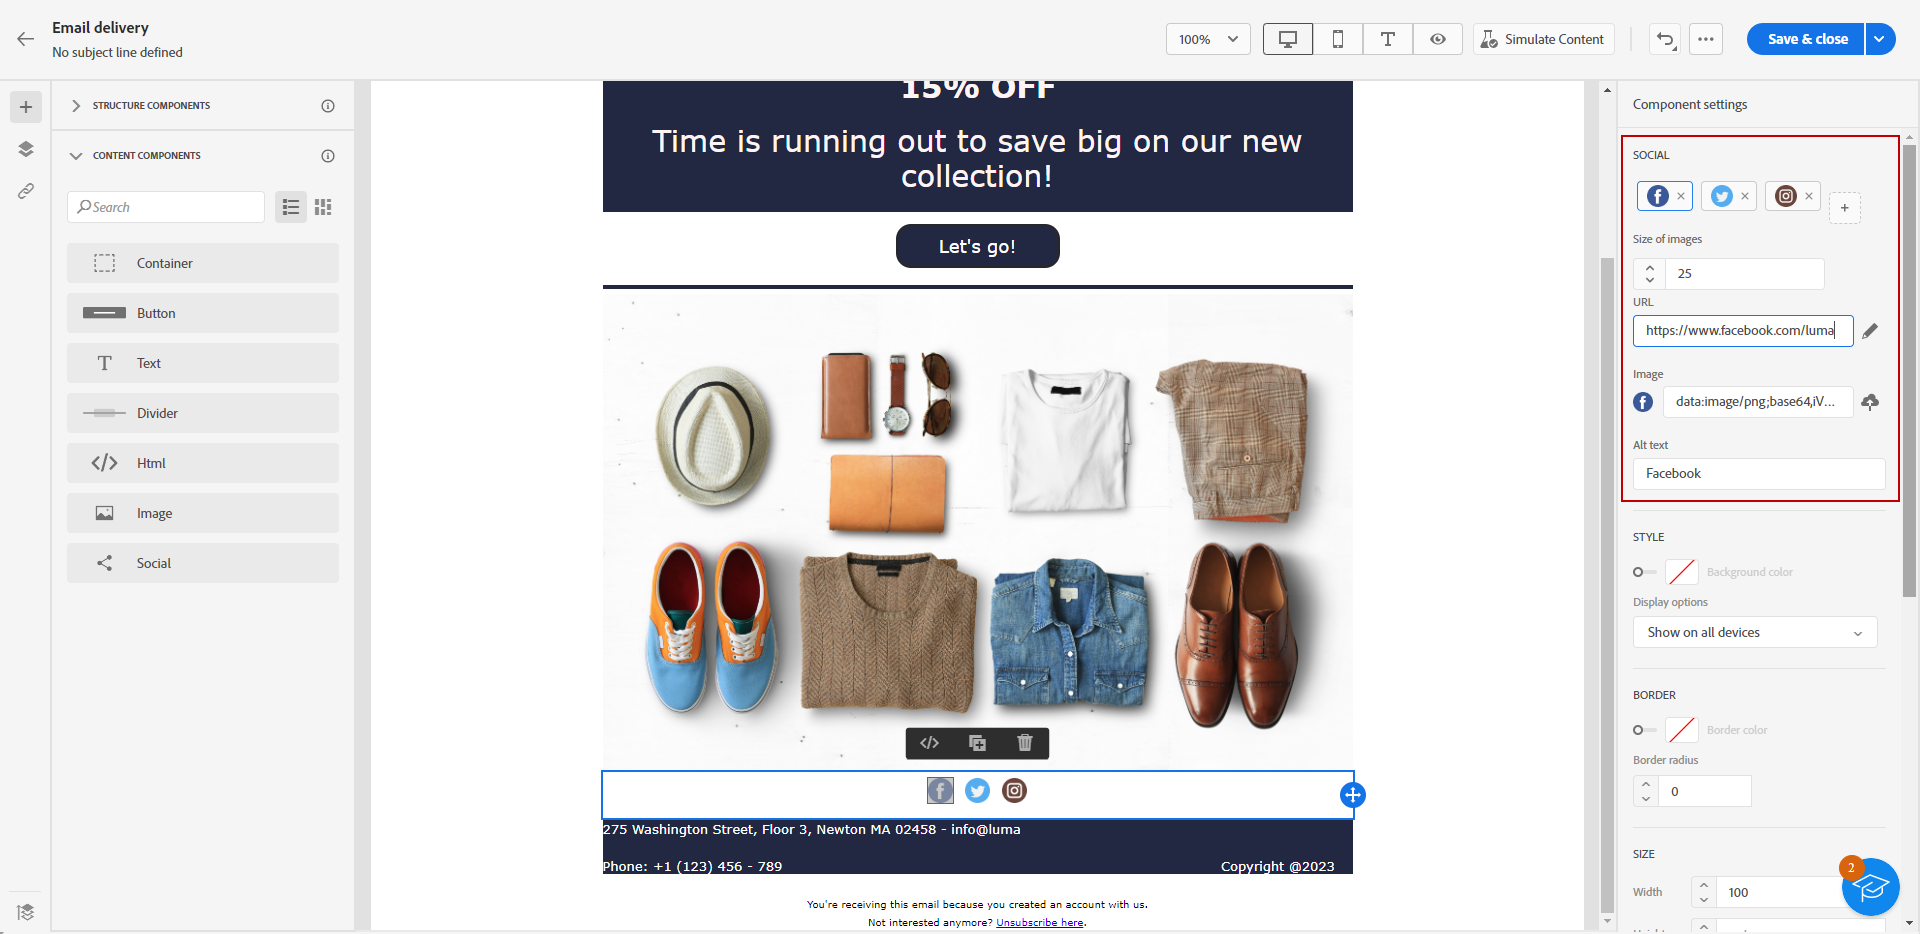 Email delivery
No subject line defined
100%
Simulate Content
Save & close
STRUCTURE COMPONENTS
CONTENT COMPONENTS
Search
Container
Button
Text
Divider
Html
Image
Social
15% OFF
Time is running out to save big on our new
collection!
Let's go!
275 Washington Street, Floor 3, Newton MA 02458 - info@luma
Phone: +1 (123) 456 - 789
Copyright @2023
You're receiving this email because you created an account with us.
Not interested anymore? Unsubscribe here.
Component settings
SOCIAL
Size of images
25
URL
https://www.facebook.com/luma
Image
data:image/png;base64,iV...
Alt text
Facebook
STYLE
Background color
Display options
Show on all devices
BORDER
Border color
Border radius
0
SIZE
2
Width
100